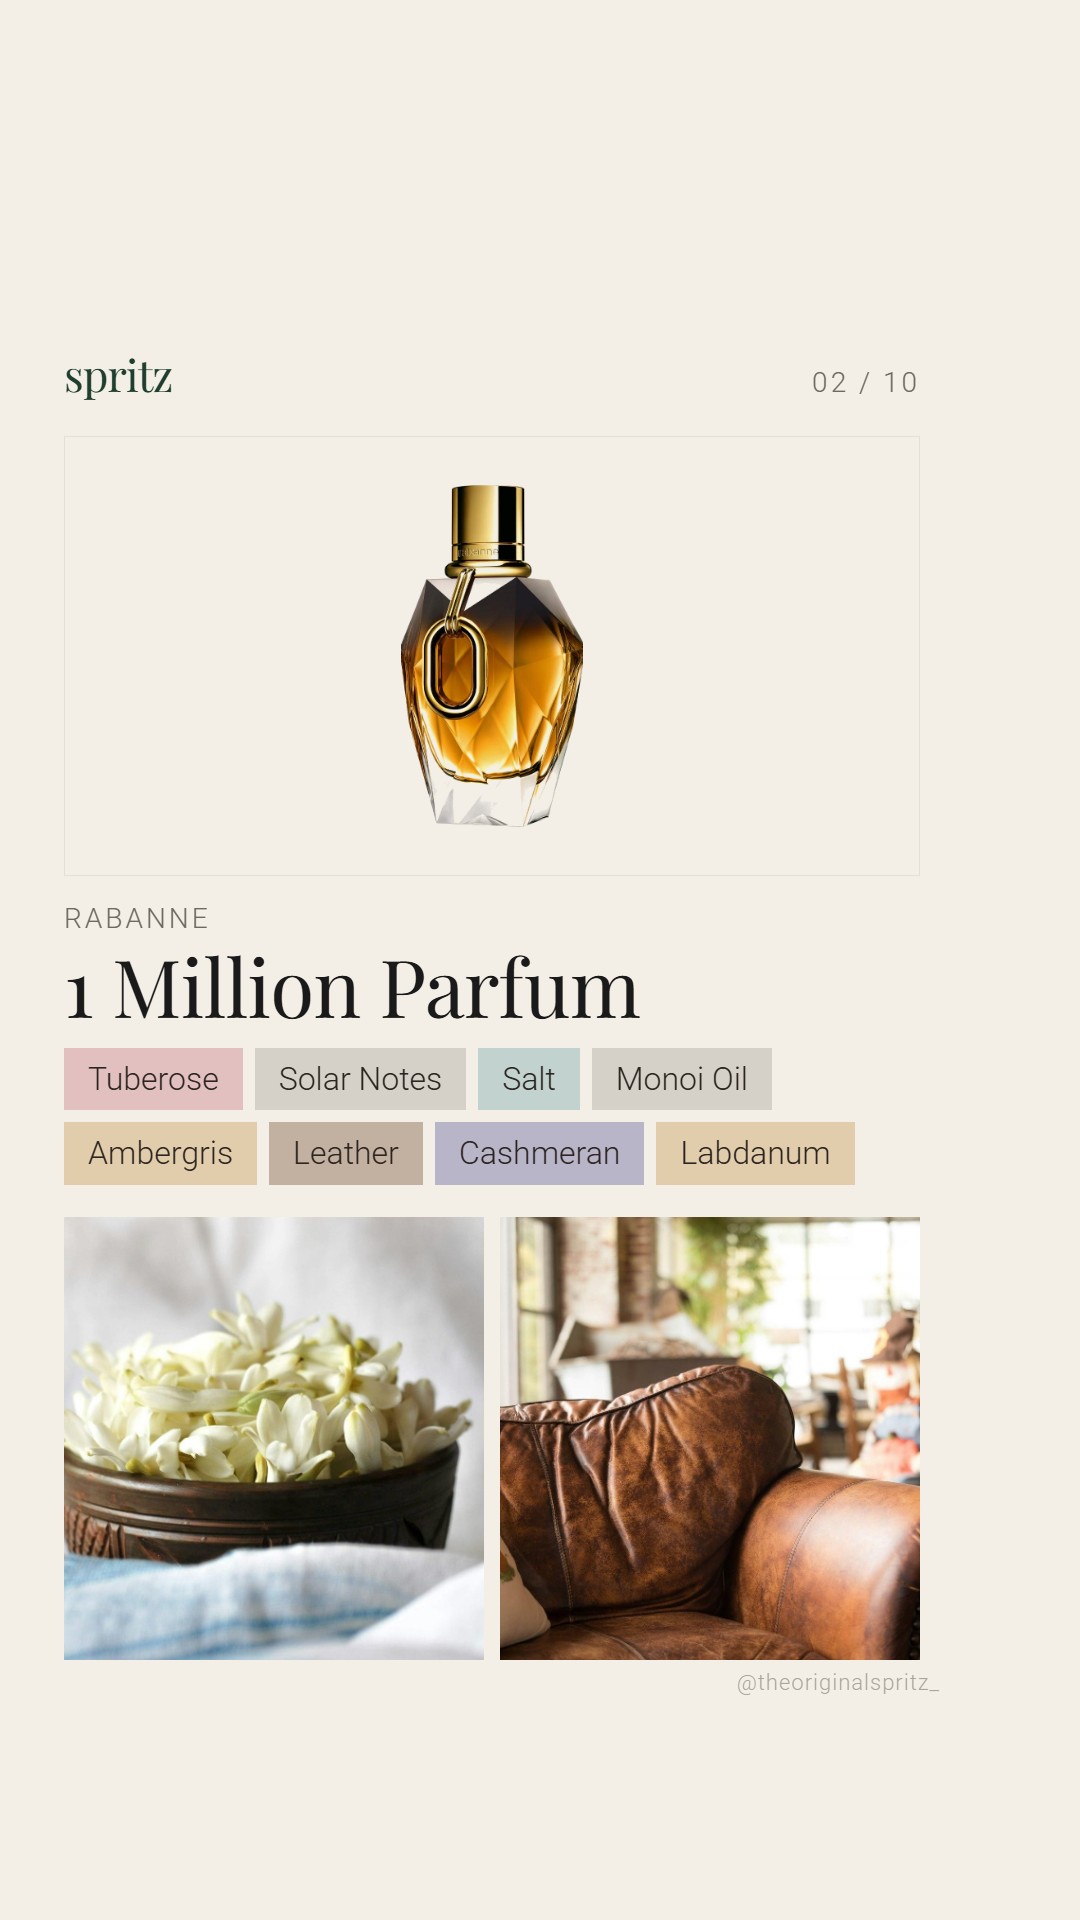 spritz
02 / 10
RABANNE
1 Million Parfum
Tuberose
Solar Notes
Salt
Monoi Oil
Ambergris
Leather
Cashmeran
Labdanum
@theoriginalspritz_